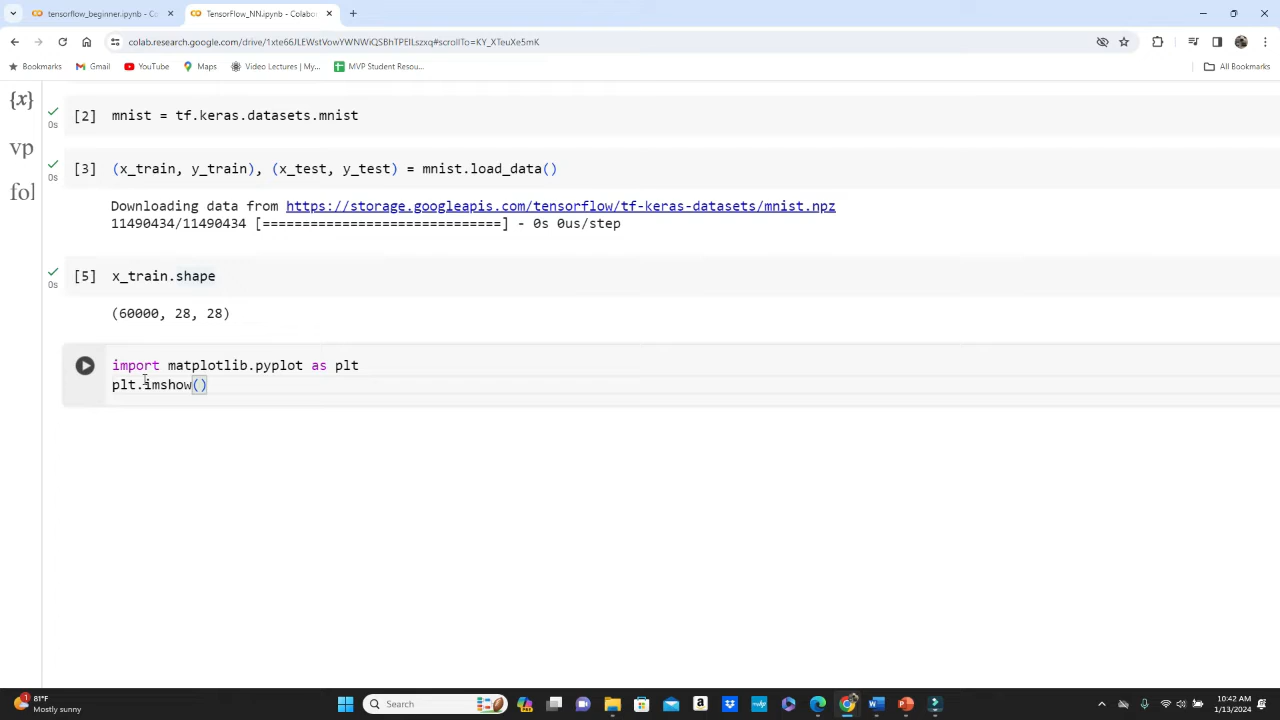 tensorflow_beginner.ipynb - Colab
TensorFlow_NN.ipynb - Colabor
colab.research.google.com/drive/1xte66JLEWstVowYWNWiQSBhTPEILszxq#scrollTo=KY_XTeuXe5mK
Bookmarks
Gmail
YouTube
Maps
Video Lectures | My...
MVP Student Resou...
All Bookmarks
{x}
vp
fol
[2] mnist = tf.keras.datasets.mnist
0s
[3] (x_train, y_train), (x_test, y_test) = mnist.load_data()
0s
Downloading data from https://storage.googleapis.com/tensorflow/tf-keras-datasets/mnist.npz
11490434/11490434 [==============================] - 0s 0us/step
[5] x_train.shape
0s
(60000, 28, 28)
import matplotlib.pyplot as plt
plt.imshow()
81°F
Mostly sunny
Search
10:42 AM
1/13/2024